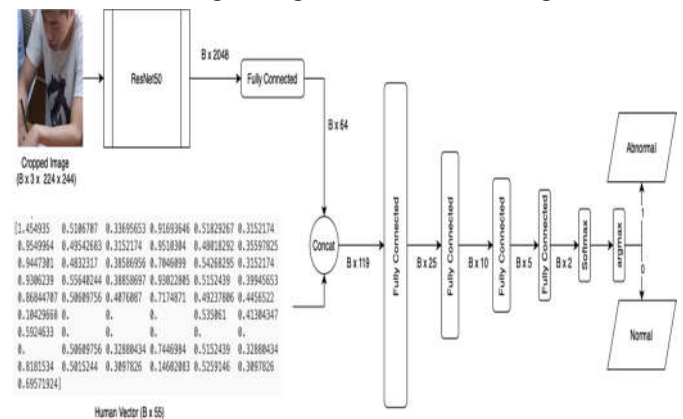 ResNet50
B x 2048
Fully Connected
B x 64
Cropped Image
(B x 3 x 224 x 244)
[1.454935 0.5106707 0.33695653 0.91693646 0.51829267 0.3152174
0.9549964 0.49542683 0.3152174 0.9510304 0.48018292 0.35597825
0.9447301 0.4832317 0.38586956 0.7046099 0.54268295 0.3152174
0.9306239 0.55640244 0.38858697 0.93022805 0.5152439 0.39945653
0.86844707 0.50609756 0.4076087 0.7174871 0.49237806 0.4456522
0.10429660 0. 0. 0. 0.535061 0.41304347
0.5924633 0. 0. 0. 0. 0.
0. 0.50609756 0.32880434 0.7446984 0.5152439 0.32880434
0.8181534 0.5015244 0.3097826 0.14602083 0.5259146 0.3097826
0.69571924]
Human Vector (B x 55)
Concat
B x 119
Fully Connected
B x 25
Fully Connected
B x 10
Fully Connected
B x 5
Fully Connected
B x 2
Softmax
argmax
1
0
Abnormal
Normal